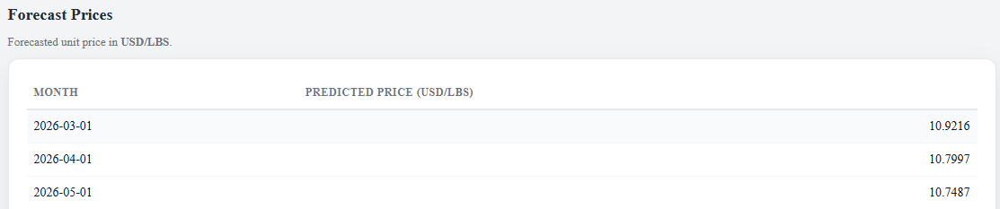 Forecast Prices
Forecasted unit price in USD/LBS.
MONTH PREDICTED PRICE (USD/LBS)
2026-03-01 10.9216
2026-04-01 10.7997
2026-05-01 10.7487